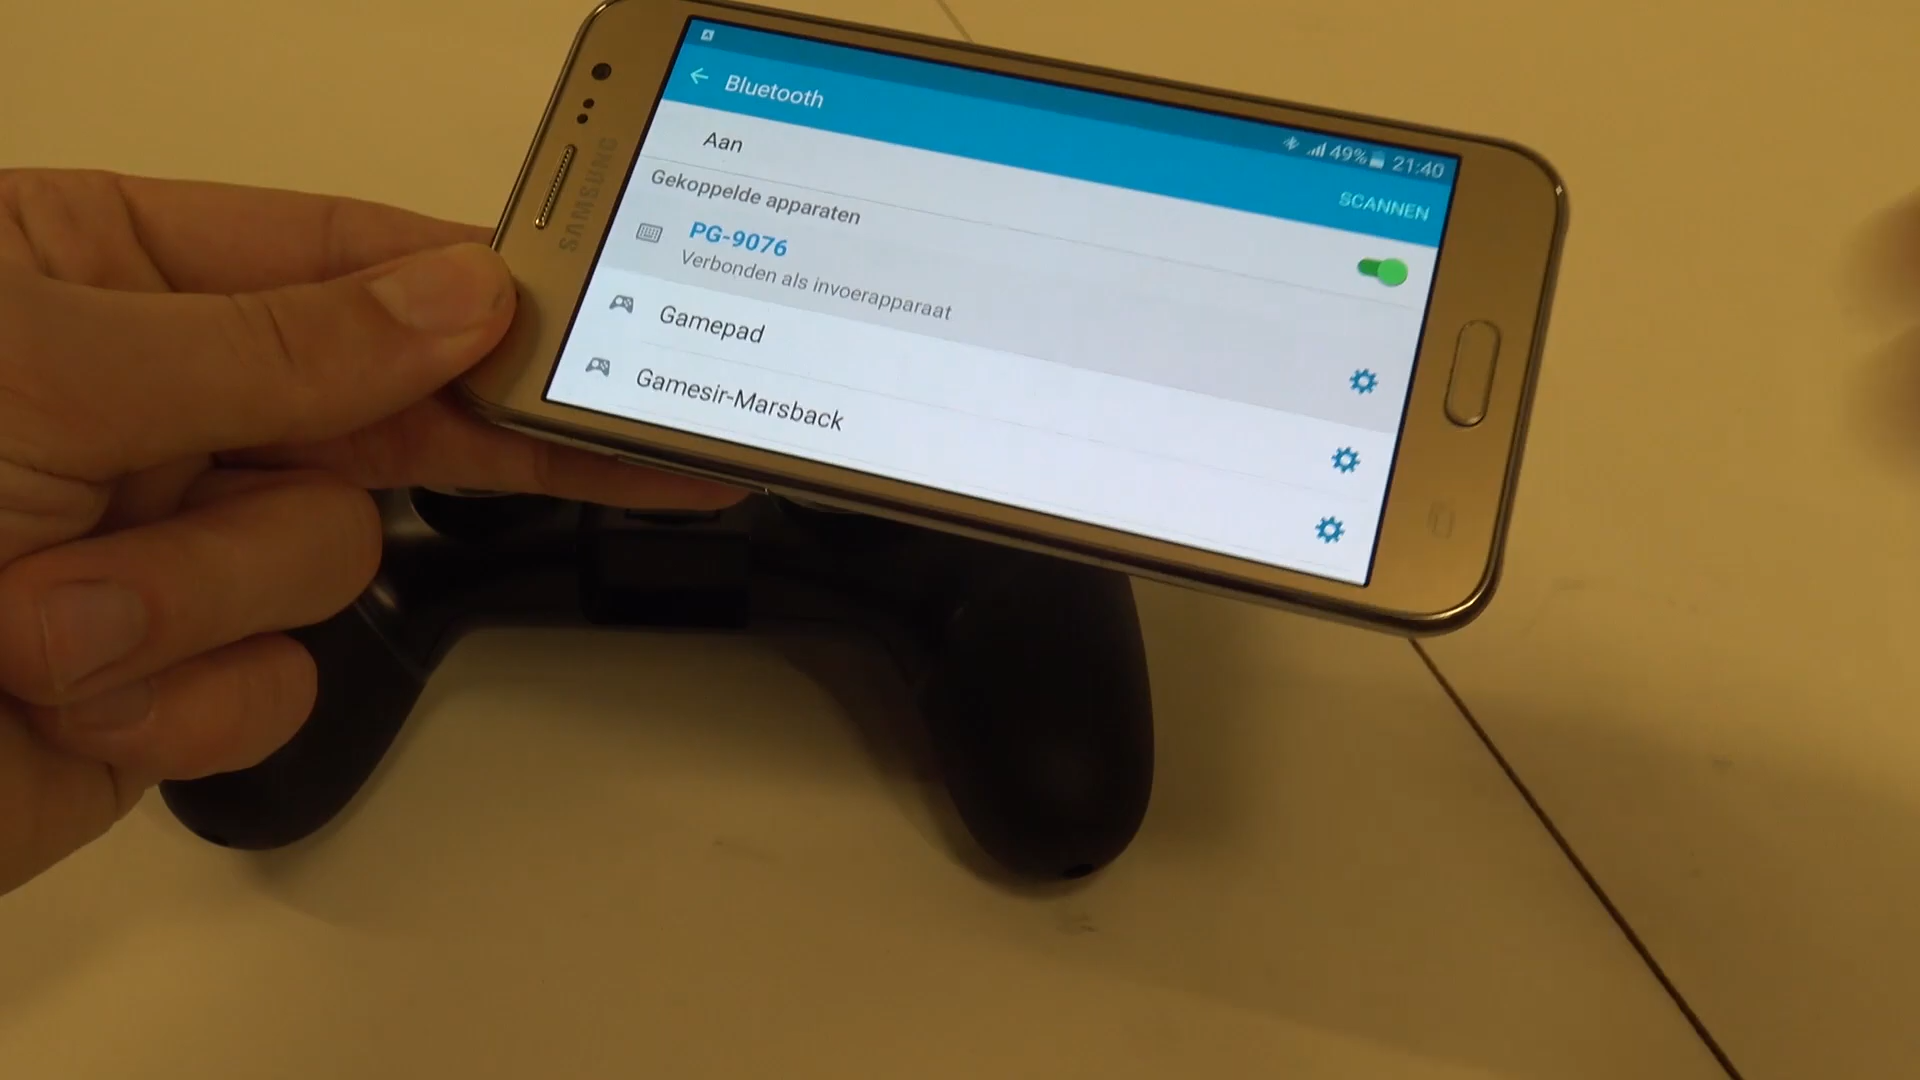 Bluetooth
49% 21:40
SCANNEN
Aan
Gekoppelde apparaten
PG-9076
Verbonden als invoerapparaat
Gamepad
Gamesir-Marsback
SAMSUNG